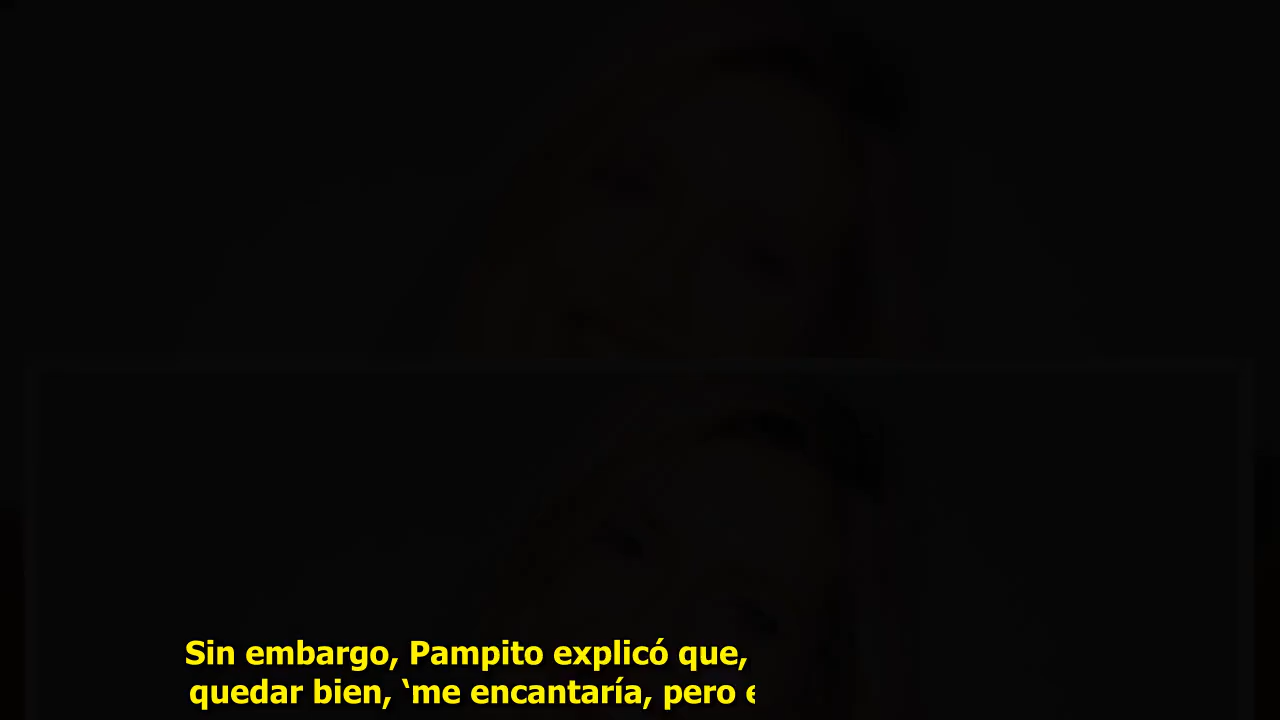 Sin embargo, Pampito explicó que,
quedar bien, ‘me encantaría, pero